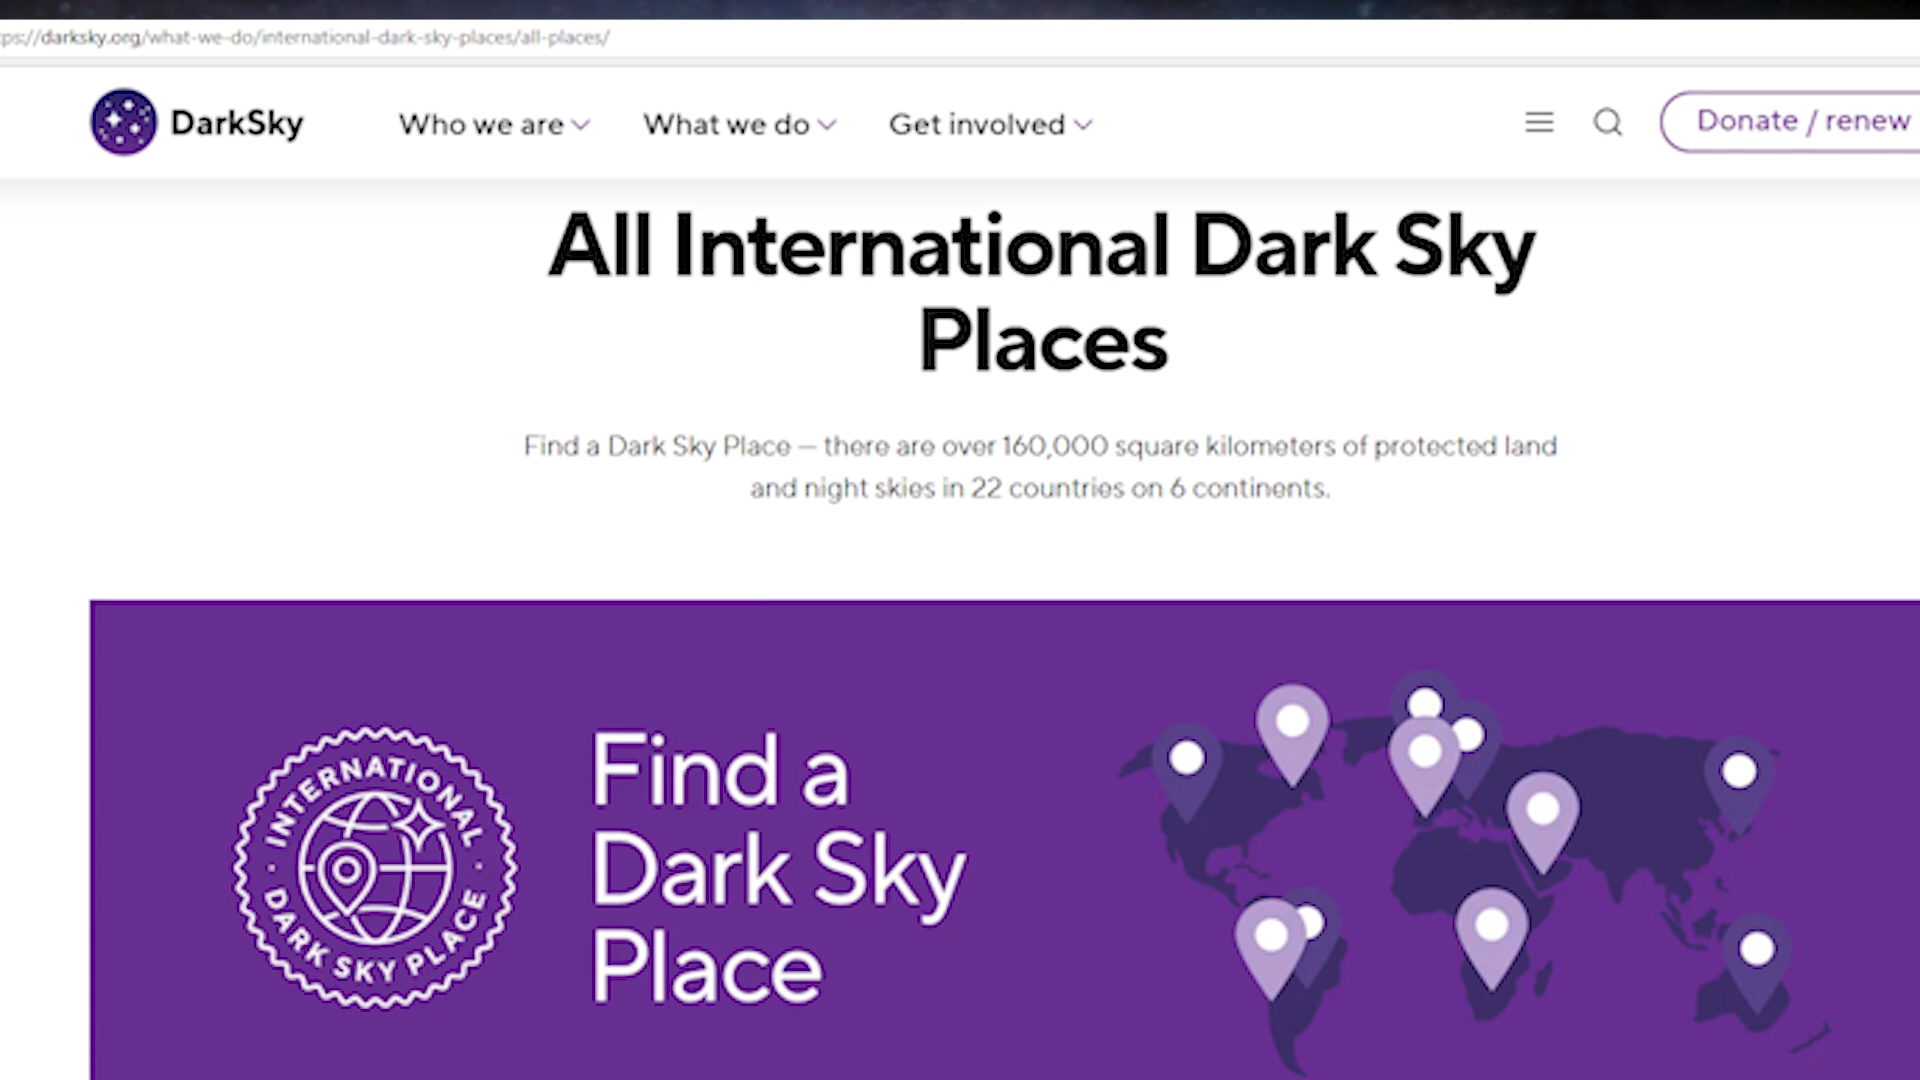 ps://darksky.org/what-we-do/international-dark-sky-places/all-places/
DarkSky
Who we are
What we do
Get involved
Donate / renew
All International Dark Sky
Places
Find a Dark Sky Place — there are over 160,000 square kilometers of protected land
and night skies in 22 countries on 6 continents.
INTERNATIONAL
DARK SKY PLACE
Find a
Dark Sky
Place